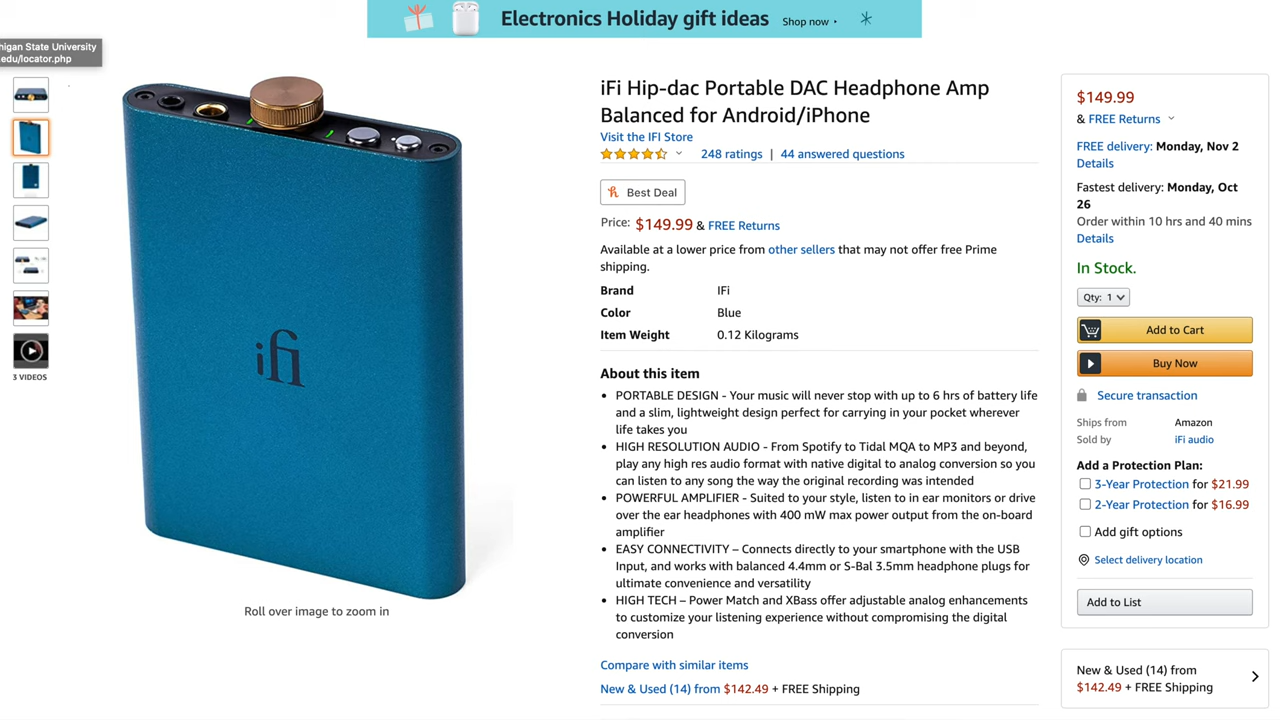 Electronics Holiday gift ideas Shop now
higan State University
.edu/locator.php
3 VIDEOS
ifi
Roll over image to zoom in
iFi Hip-dac Portable DAC Headphone Amp
Balanced for Android/iPhone
Visit the IFI Store
248 ratings | 44 answered questions
Best Deal
Price: $149.99 & FREE Returns
Available at a lower price from other sellers that may not offer free Prime
shipping.
Brand IFi
Color Blue
Item Weight 0.12 Kilograms
About this item
• PORTABLE DESIGN - Your music will never stop with up to 6 hrs of battery life
and a slim, lightweight design perfect for carrying in your pocket wherever
life takes you
• HIGH RESOLUTION AUDIO - From Spotify to Tidal MQA to MP3 and beyond,
play any high res audio format with native digital to analog conversion so you
can listen to any song the way the original recording was intended
• POWERFUL AMPLIFIER - Suited to your style, listen to in ear monitors or drive
over the ear headphones with 400 mW max power output from the on-board
amplifier
• EASY CONNECTIVITY – Connects directly to your smartphone with the USB
Input, and works with balanced 4.4mm or S-Bal 3.5mm headphone plugs for
ultimate convenience and versatility
• HIGH TECH – Power Match and XBass offer adjustable analog enhancements
to customize your listening experience without compromising the digital
conversion
Compare with similar items
New & Used (14) from $142.49 + FREE Shipping
$149.99
& FREE Returns
FREE delivery: Monday, Nov 2
Details
Fastest delivery: Monday, Oct
26
Order within 10 hrs and 40 mins
Details
In Stock.
Qty: 1
Add to Cart
Buy Now
Secure transaction
Ships from Amazon
Sold by iFi audio
Add a Protection Plan:
3-Year Protection for $21.99
2-Year Protection for $16.99
Add gift options
Select delivery location
Add to List
New & Used (14) from
$142.49 + FREE Shipping